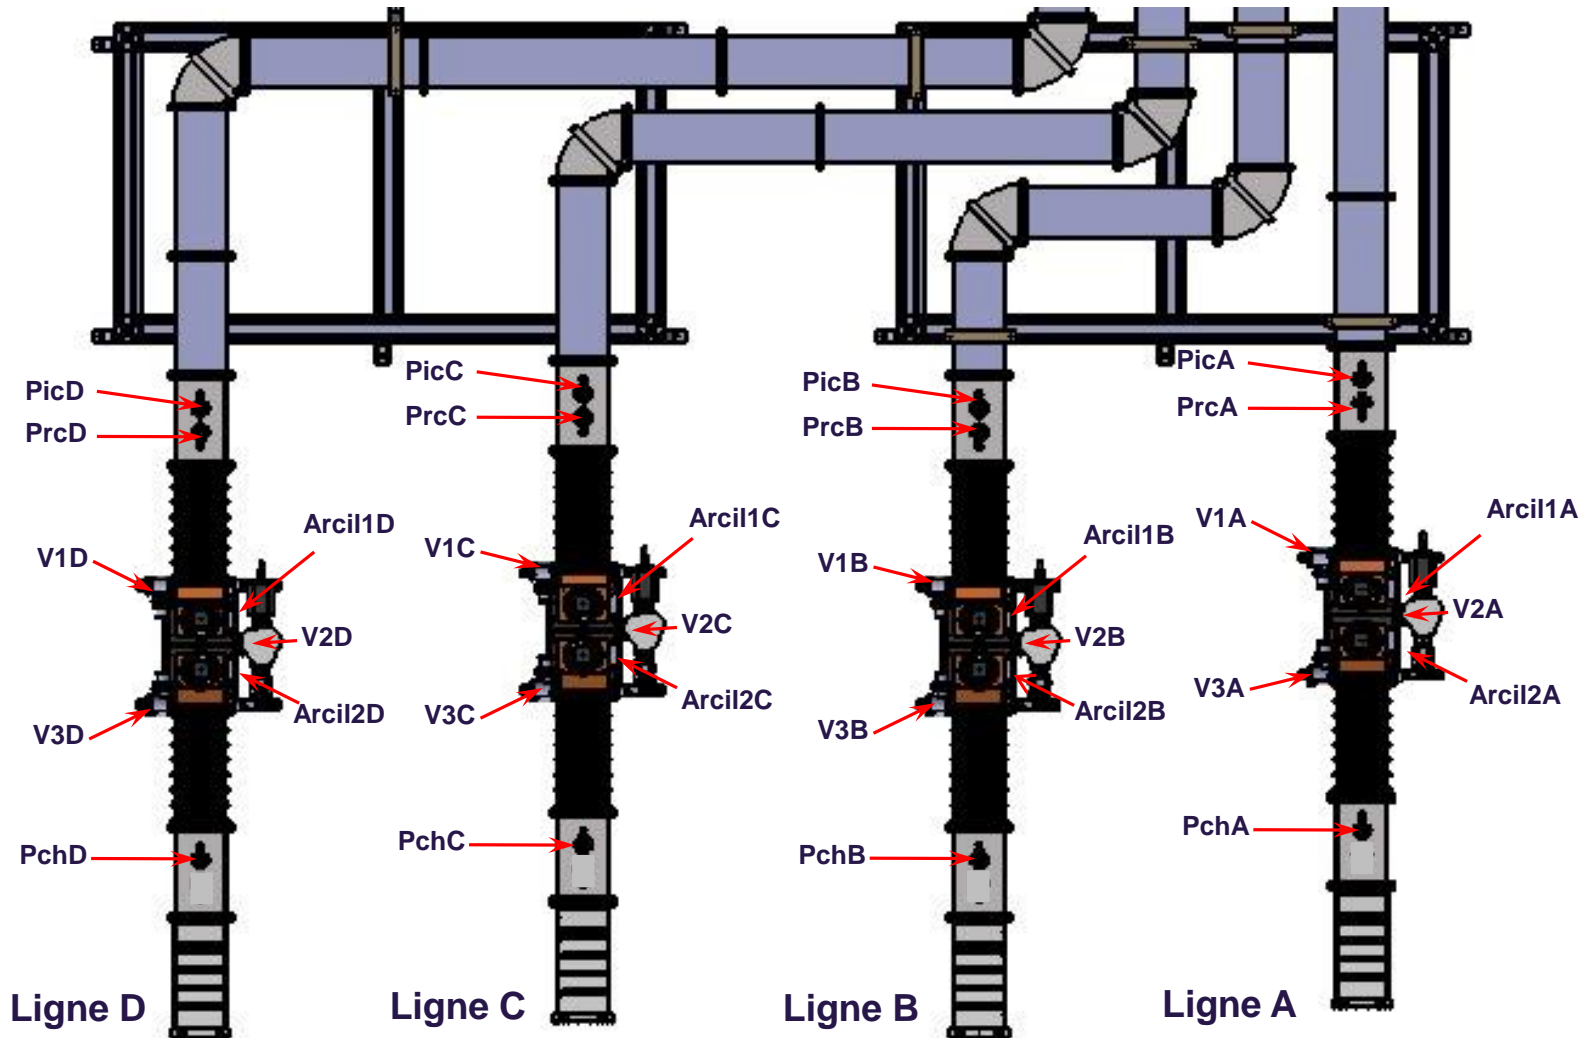 PicD
PrcD
PicC
PrcC
PicB
PrcB
PicA
PrcA
V1D
Arcil1D
V2D
Arcil2D
V3D
V1C
Arcil1C
V2C
Arcil2C
V3C
V1B
Arcil1B
V2B
Arcil2B
V3B
V1A
Arcil1A
V2A
Arcil2A
V3A
PchD
PchC
PchB
PchA
Ligne D
Ligne C
Ligne B
Ligne A